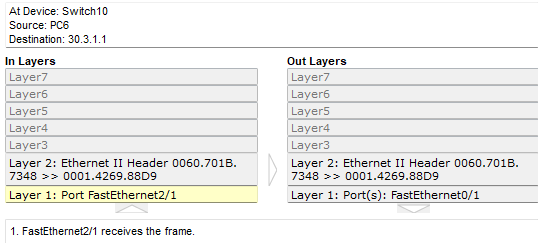 At Device: Switch10
Source: PC6
Destination: 30.3.1.1
In Layers
Layer7
Layer6
Layer5
Layer4
Layer3
Layer 2: Ethernet II Header 0060.701B.
7348 >> 0001.4269.88D9
Layer 1: Port FastEthernet2/1
Out Layers
Layer7
Layer6
Layer5
Layer4
Layer3
Layer 2: Ethernet II Header 0060.701B.
7348 >> 0001.4269.88D9
Layer 1: Port(s): FastEthernet0/1
1. FastEthernet2/1 receives the frame.